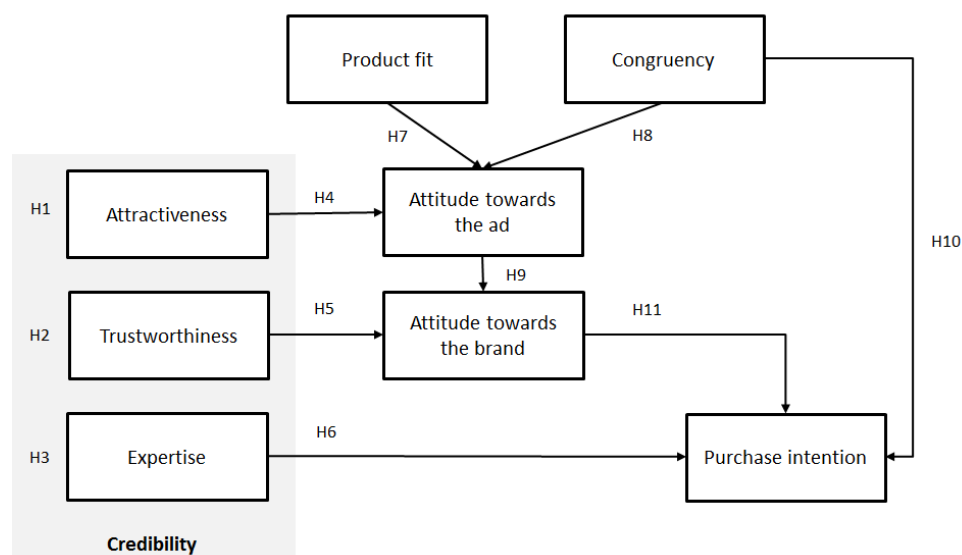 Product fit
Congruency
H7
H8
H1
Attractiveness
H4
Attitude towards
the ad
H10
H9
H2
Trustworthiness
H5
Attitude towards
the brand
H11
H3
Expertise
H6
Purchase intention
Credibility